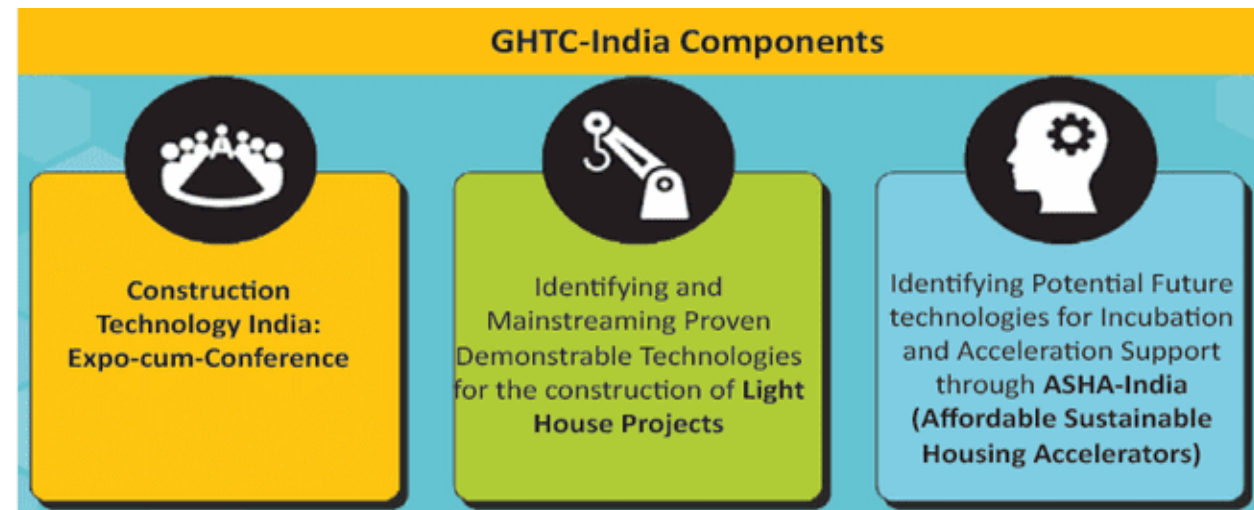 GHTC-India Components
Construction
Technology India:
Expo-cum-Conference
Identifying and
Mainstreaming Proven
Demonstrable Technologies
for the construction of Light
House Projects
Identifying Potential Future
technologies for Incubation
and Acceleration Support
through ASHA-India
(Affordable Sustainable
Housing Accelerators)